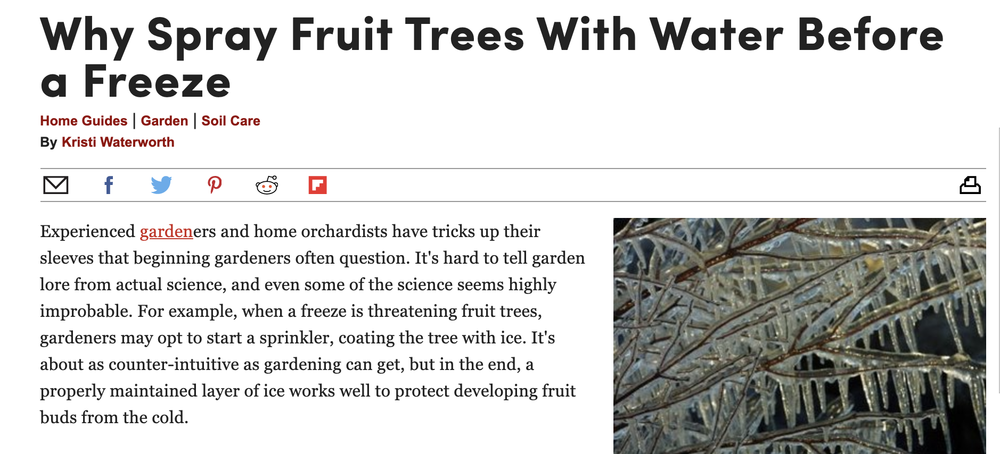 Why Spray Fruit Trees With Water Before
a Freeze
Home Guides | Garden | Soil Care
By Kristi Waterworth
Experienced gardeners and home orchardists have tricks up their
sleeves that beginning gardeners often question. It's hard to tell garden
lore from actual science, and even some of the science seems highly
improbable. For example, when a freeze is threatening fruit trees,
gardeners may opt to start a sprinkler, coating the tree with ice. It's
about as counter-intuitive as gardening can get, but in the end, a
properly maintained layer of ice works well to protect developing fruit
buds from the cold.